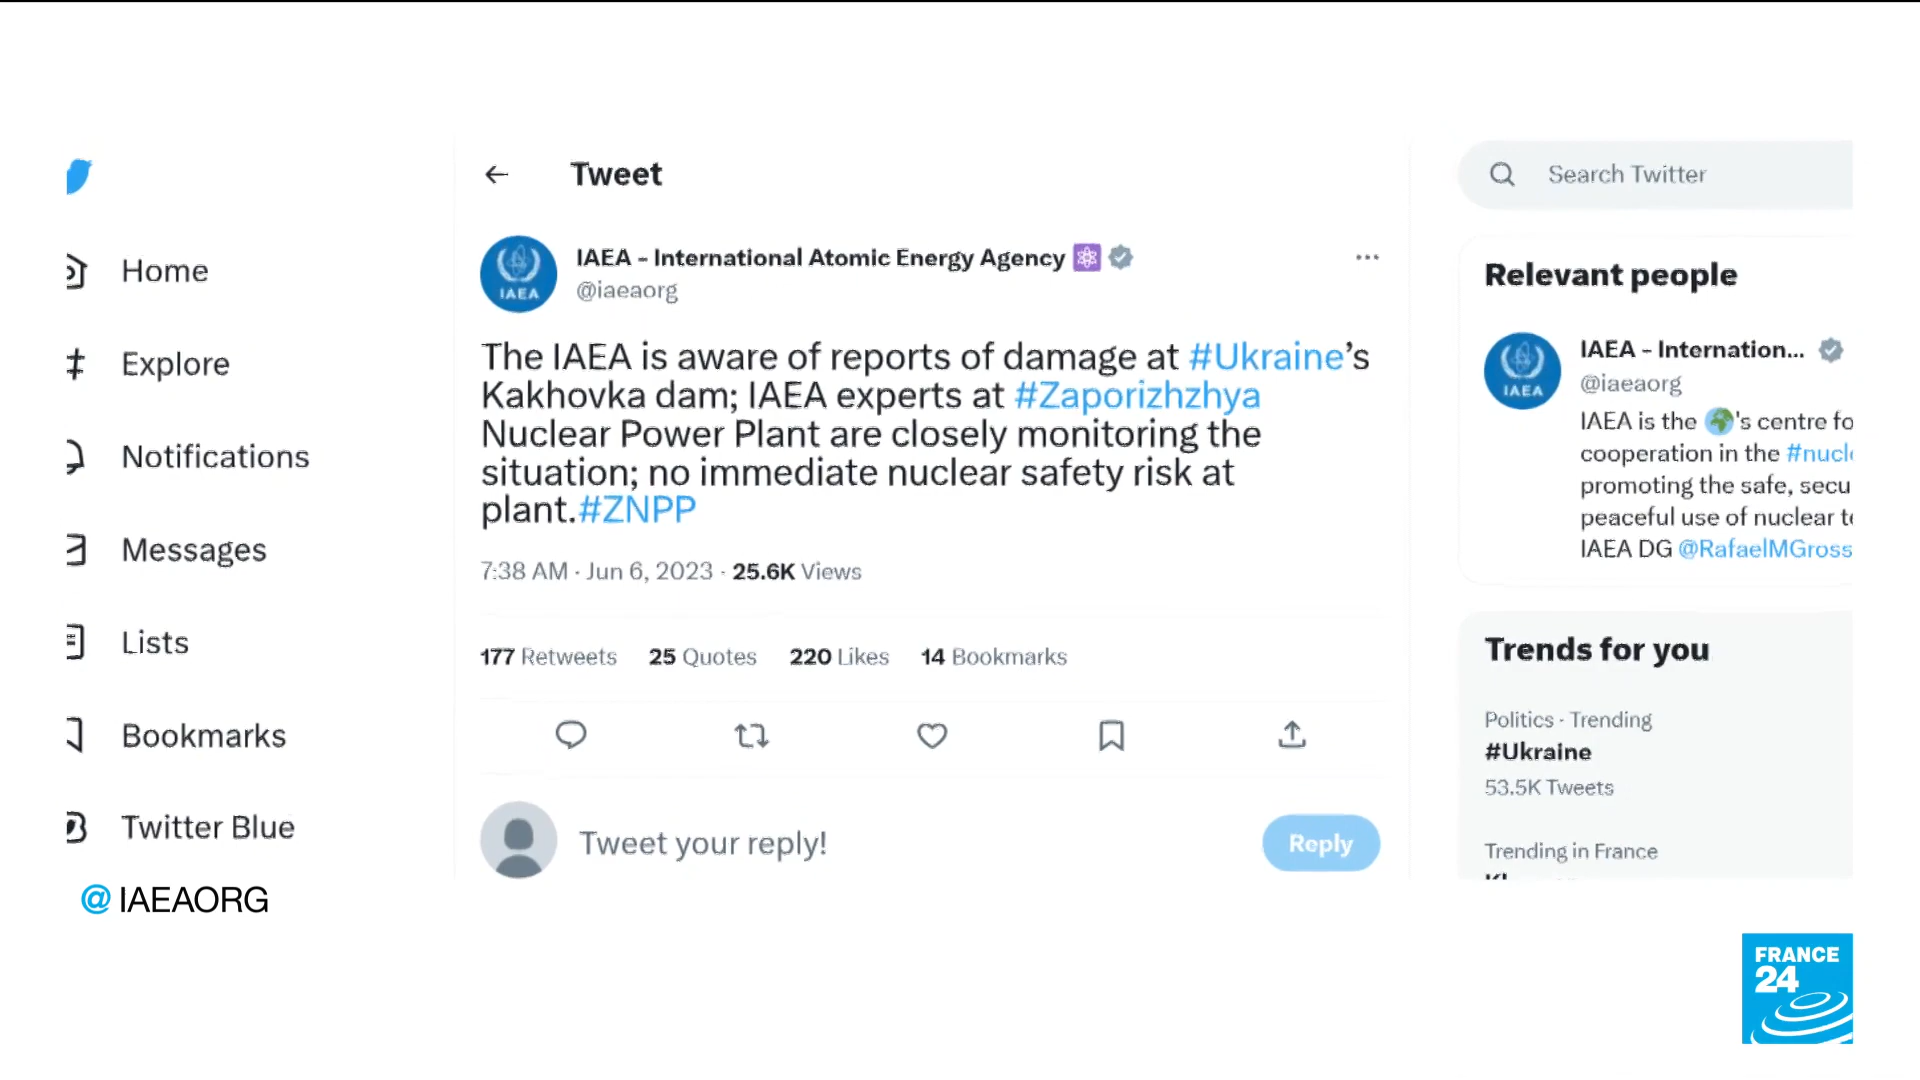 Tweet
IAEA - International Atomic Energy Agency
@iaeaorg
IAEA
The IAEA is aware of reports of damage at #Ukraine’s
Kakhovka dam; IAEA experts at #Zaporizhzhya
Nuclear Power Plant are closely monitoring the
situation; no immediate nuclear safety risk at
plant.#ZNPP
7:38 AM · Jun 6, 2023 · 25.6K Views
177 Retweets 25 Quotes 220 Likes 14 Bookmarks
Tweet your reply!
Reply
Home
Explore
Notifications
Messages
Lists
Bookmarks
Twitter Blue
@IAEAORG
Search Twitter
Relevant people
IAEA - Internation...
@iaeaorg
IAEA
IAEA is the 's centre fo
cooperation in the #nucl
promoting the safe, secu
peaceful use of nuclear t
IAEA DG @RafaelMGross
Trends for you
Politics · Trending
#Ukraine
53.5K Tweets
Trending in France
FRANCE
24